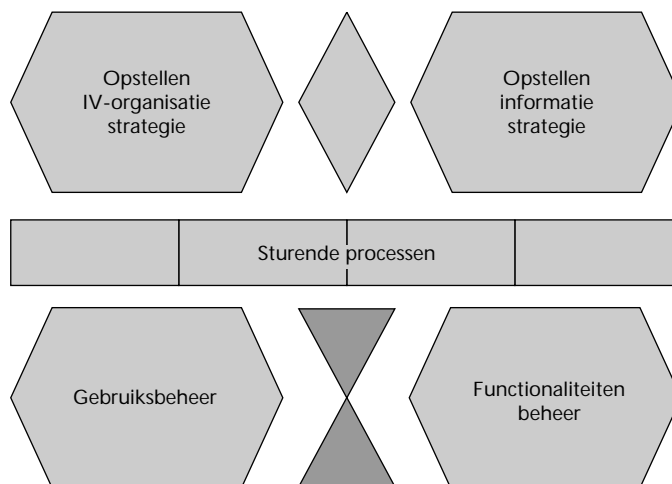 Opstellen
IV-organisatie
strategie
Opstellen
informatie
strategie
Sturende processen
Gebruiksbeheer
Functionaliteiten
beheer